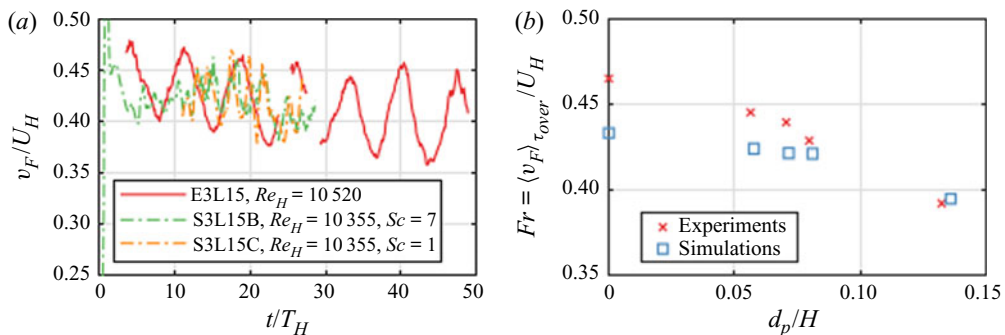 (a)
0.50
0.45
0.40
0.35
0.30
0.25
v_F/U_H
E3L15, Re_H = 10 520
S3L15B, Re_H = 10 355, Sc = 7
S3L15C, Re_H = 10 355, Sc = 1
0 10 20 30 40 50
t/T_H
(b)
0.50
0.45
0.40
0.35
Fr = ⟨v_F⟩_τover/U_H
Experiments
Simulations
0 0.05 0.10 0.15
d_p/H